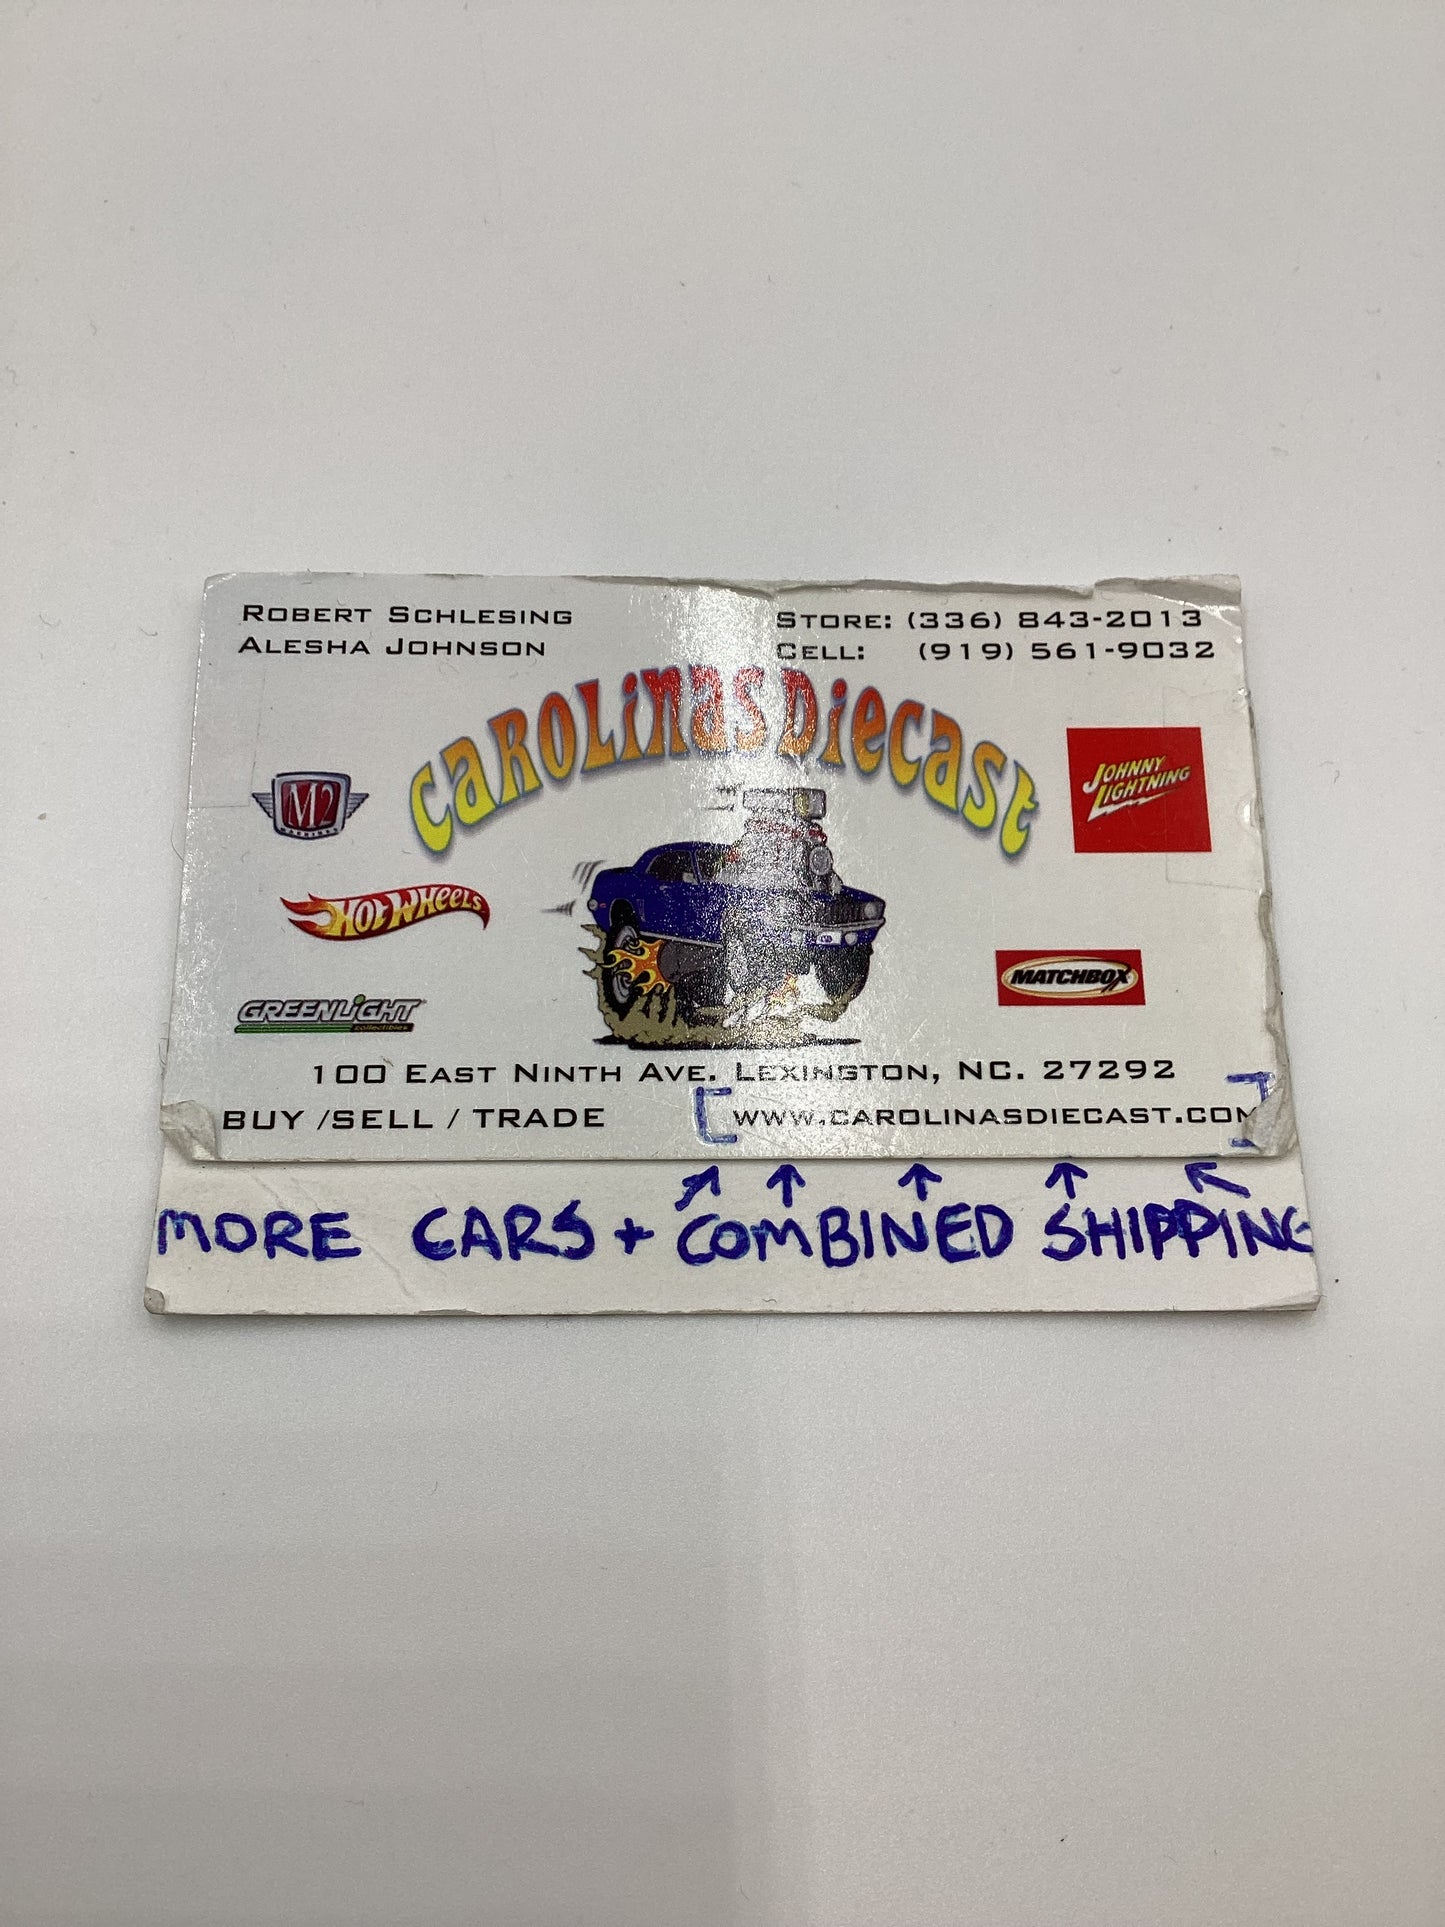 ROBERT SCHLESING
ALESHA JOHNSON
STORE: (336) 843-2013
CELL: (919) 561-9032
CAROLINAS DIECAST
M2
MACHINES
JOHNNY
LIGHTNING
HOT WHEELS
MATCHBOX
GREENLIGHT
collectibles
100 EAST NINTH AVE. LEXINGTON, NC. 27292
BUY /SELL / TRADE
[WWW.CAROLINASDIECAST.COM]
MORE CARS + COMBINED SHIPPING